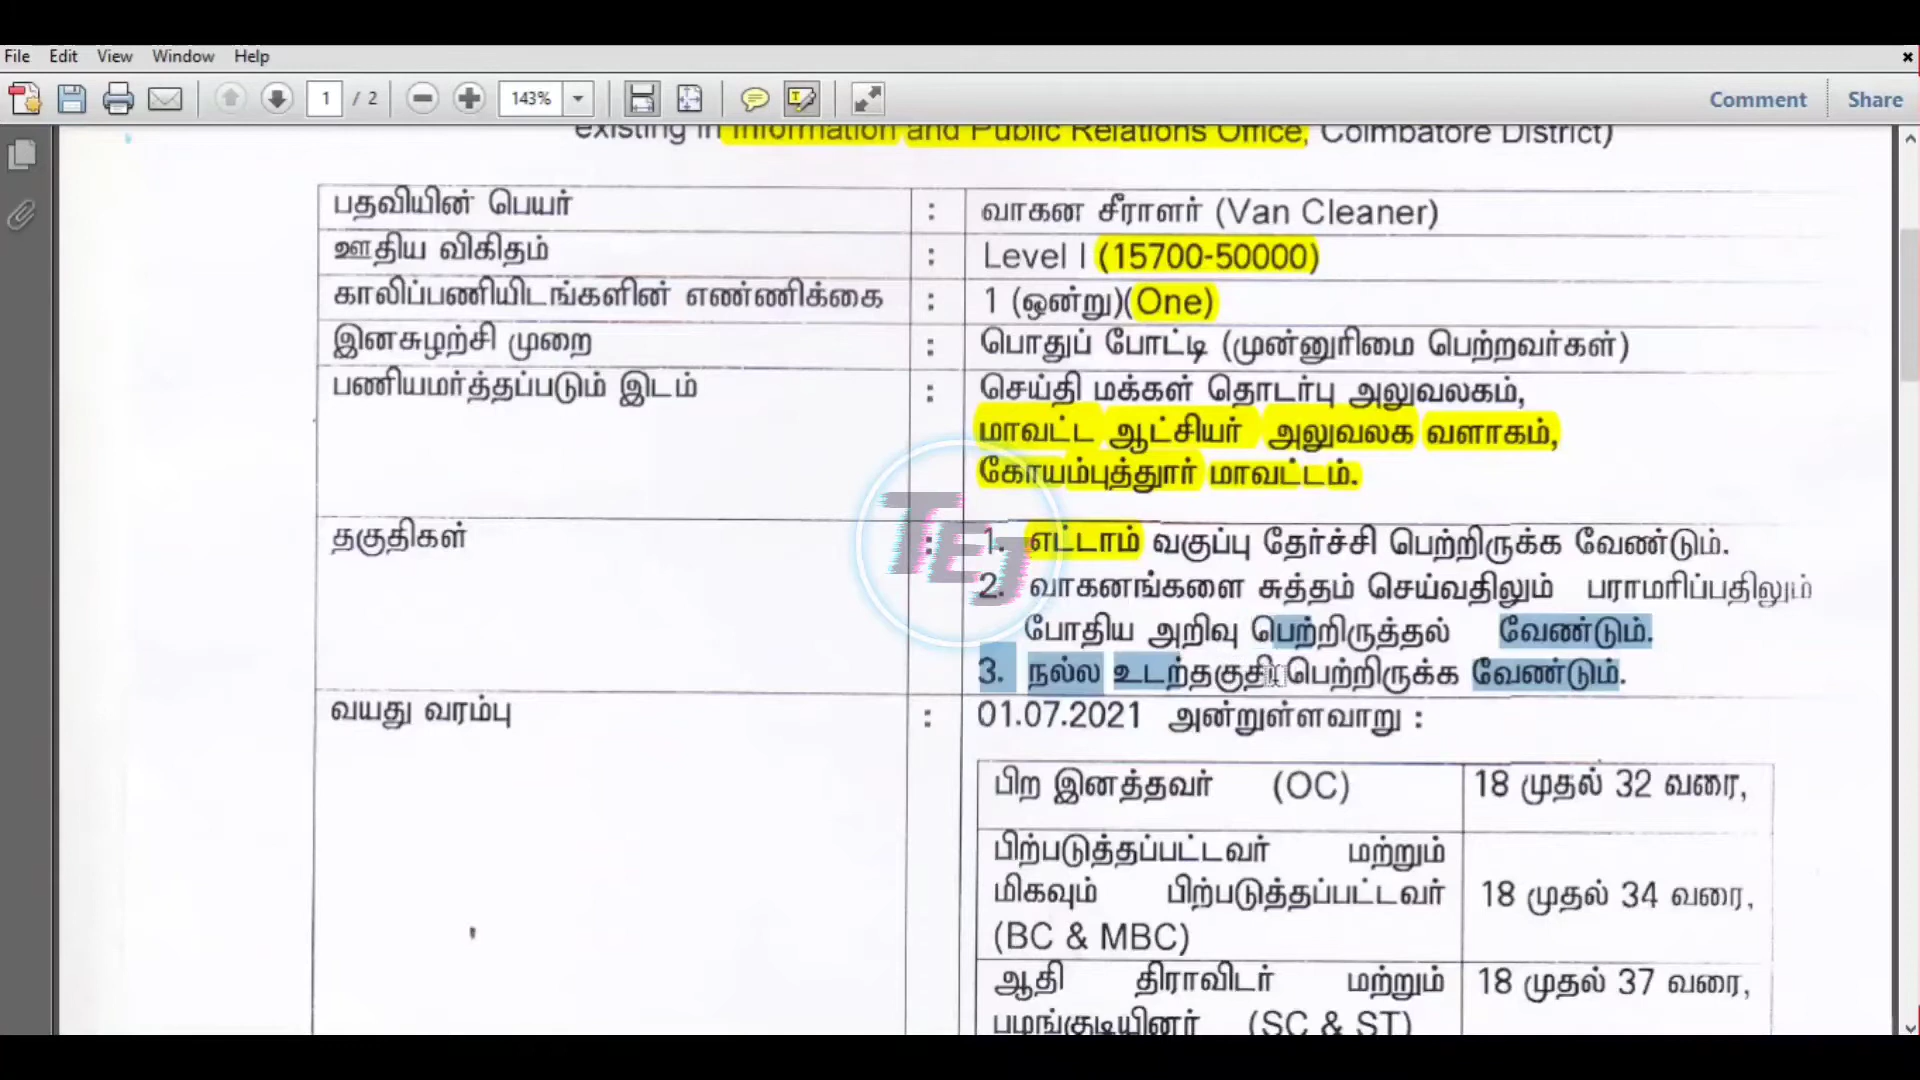 File Edit View Window Help
1 / 2 143% Comment Share
existing in Information and Public Relations Office, Coimbatore District)
பதவியின் பெயர் : வாகன சீராளர் (Van Cleaner)
ஊதிய விகிதம் : Level I (15700-50000)
காலிப்பணியிடங்களின் எண்ணிக்கை : 1 (ஒன்று)(One)
இனசுழற்சி முறை : பொதுப் போட்டி (முன்னுரிமை பெற்றவர்கள்)
பணியமர்த்தப்படும் இடம் : செய்தி மக்கள் தொடர்பு அலுவலகம்,
மாவட்ட ஆட்சியர் அலுவலக வளாகம்,
கோயம்புத்தூர் மாவட்டம்.
தகுதிகள் : 1. எட்டாம் வகுப்பு தேர்ச்சி பெற்றிருக்க வேண்டும்.
2. வாகனங்களை சுத்தம் செய்வதிலும் பராமரிப்பதிலும்
போதிய அறிவு பெற்றிருத்தல் வேண்டும்.
3. நல்ல உடற்தகுதி பெற்றிருக்க வேண்டும்.
TEJ
வயது வரம்பு : 01.07.2021 அன்றுள்ளவாறு :
பிற இனத்தவர் (OC) 18 முதல் 32 வரை,
பிற்படுத்தப்பட்டவர் மற்றும்
மிகவும் பிற்படுத்தப்பட்டவர் 18 முதல் 34 வரை,
(BC & MBC)
ஆதி திராவிடர் மற்றும் 18 முதல் 37 வரை,
பழங்குடியினர் (SC & ST)